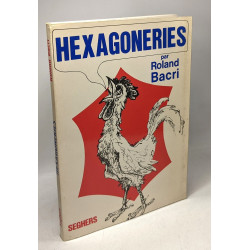 HEXAGONERIES
par
Roland
Bacri
SEGHERS